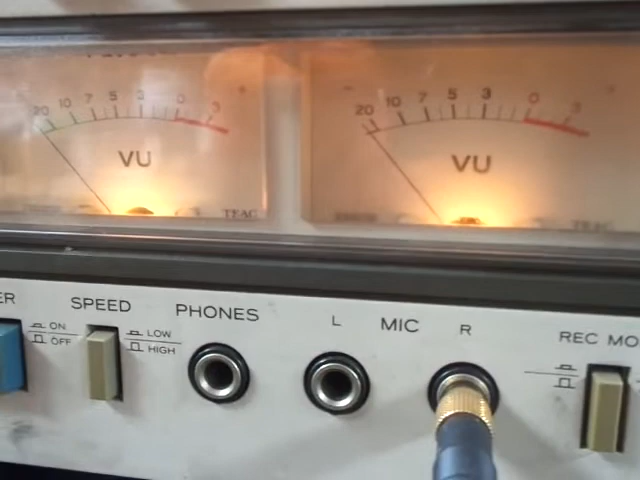 20 10 7 5 3 0 3
VU
TEAC
20 10 7 5 3 0 3
VU
TEAC
ER
ON
OFF
SPEED
LOW
HIGH
PHONES
L MIC R
REC MO